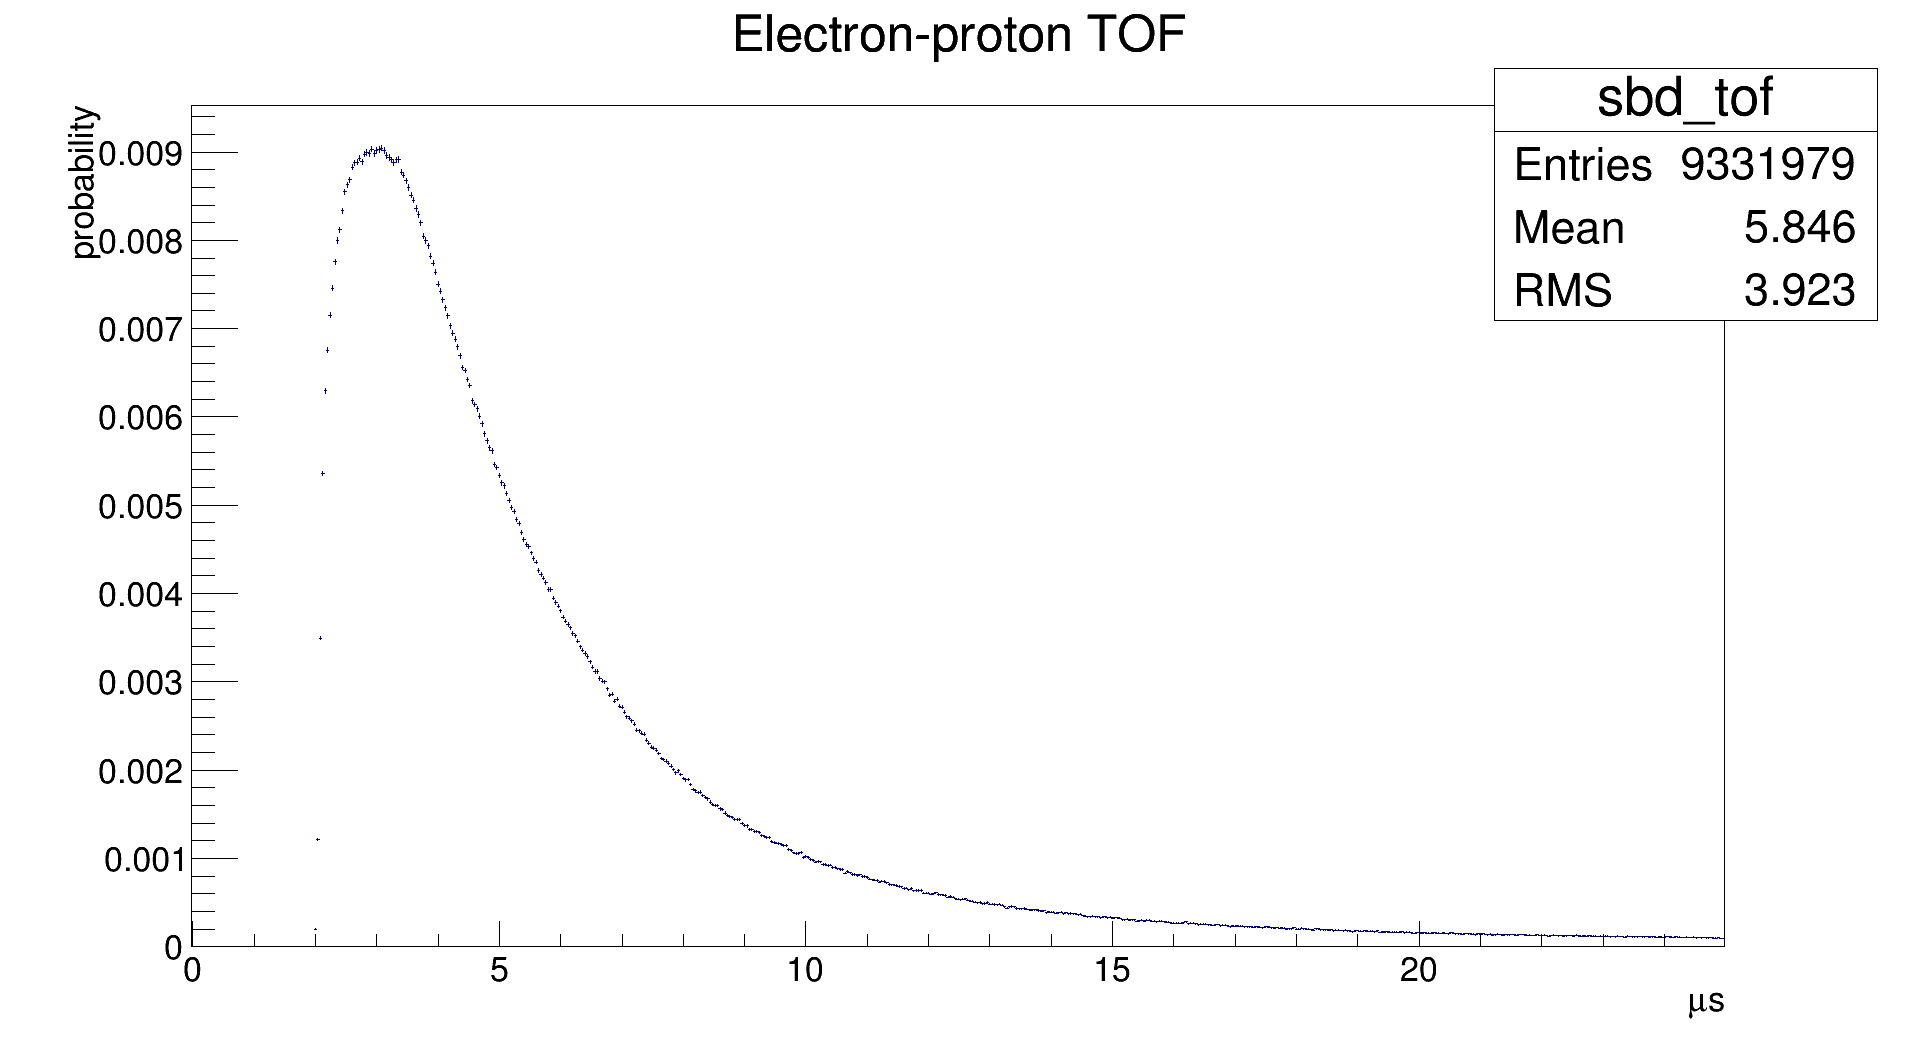 Electron-proton TOF
sbd_tof
Entries 9331979
Mean 5.846
RMS 3.923
probability
0.009
0.008
0.007
0.006
0.005
0.004
0.003
0.002
0.001
0
0 5 10 15 20
μs